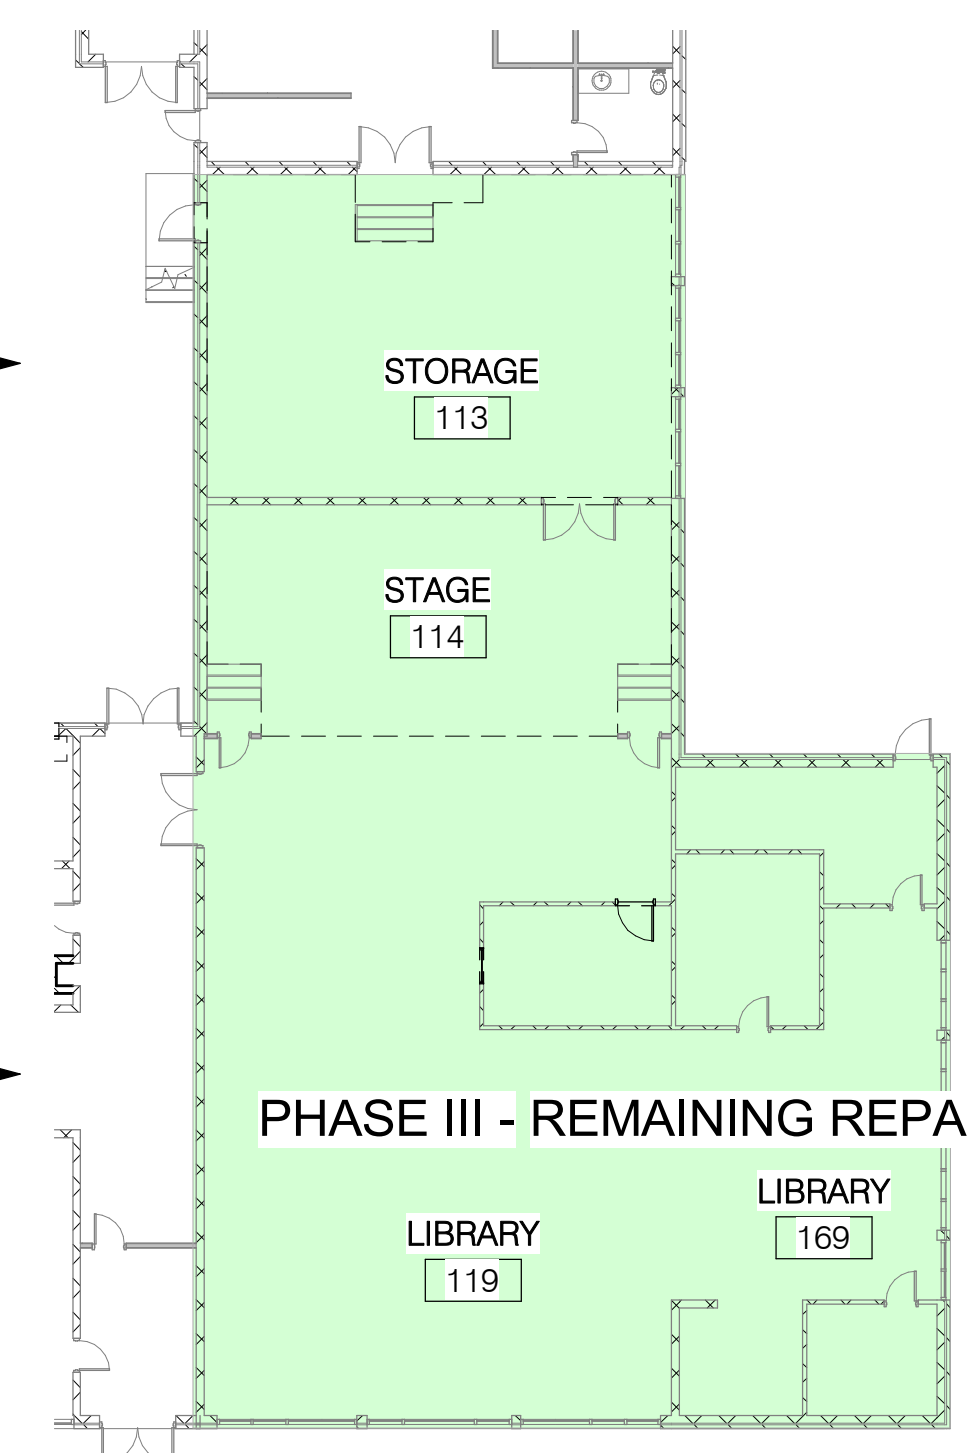 STORAGE
113
STAGE
114
PHASE III - REMAINING REPA
LIBRARY
169
LIBRARY
119